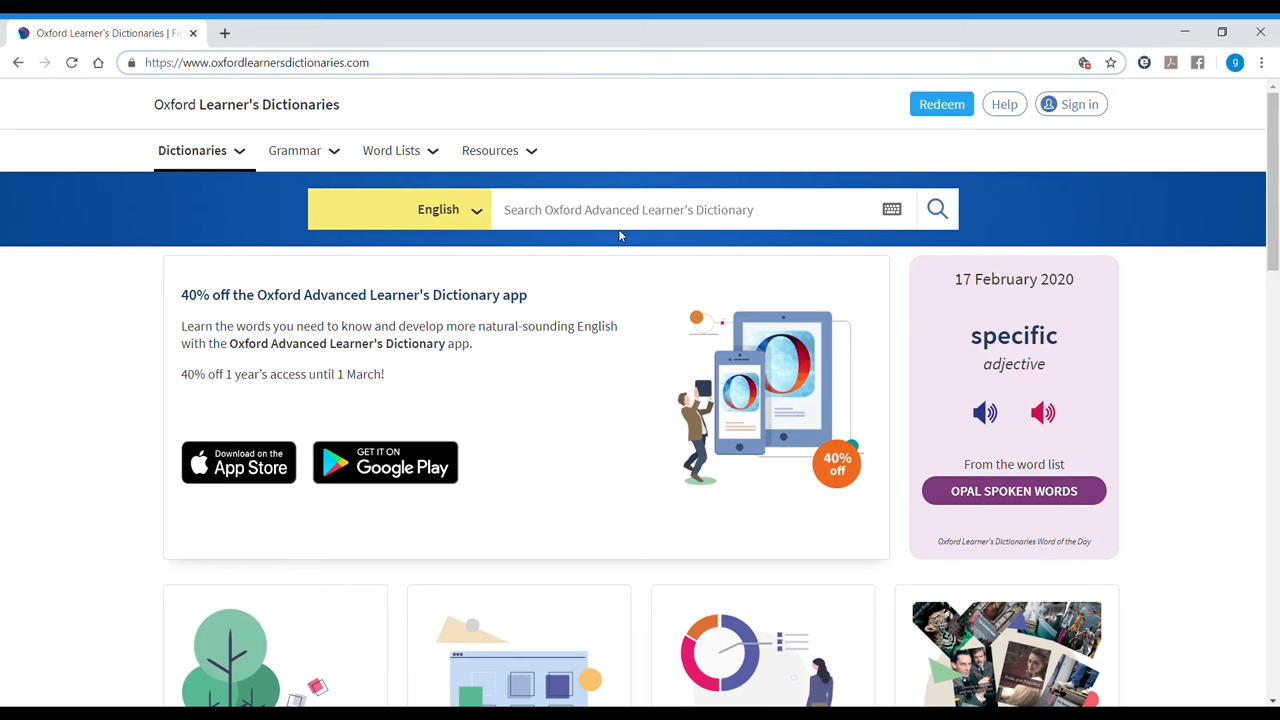 Oxford Learner's Dictionaries | Fi
https://www.oxfordlearnersdictionaries.com
g
Oxford Learner's Dictionaries
Redeem
Help
Sign in
Dictionaries
Grammar
Word Lists
Resources
English
Search Oxford Advanced Learner's Dictionary
40% off the Oxford Advanced Learner's Dictionary app
Learn the words you need to know and develop more natural-sounding English
with the Oxford Advanced Learner's Dictionary app.
40% off 1 year's access until 1 March!
Download on the
App Store
GET IT ON
Google Play
40%
off
17 February 2020
specific
adjective
From the word list
OPAL SPOKEN WORDS
Oxford Learner's Dictionaries Word of the Day